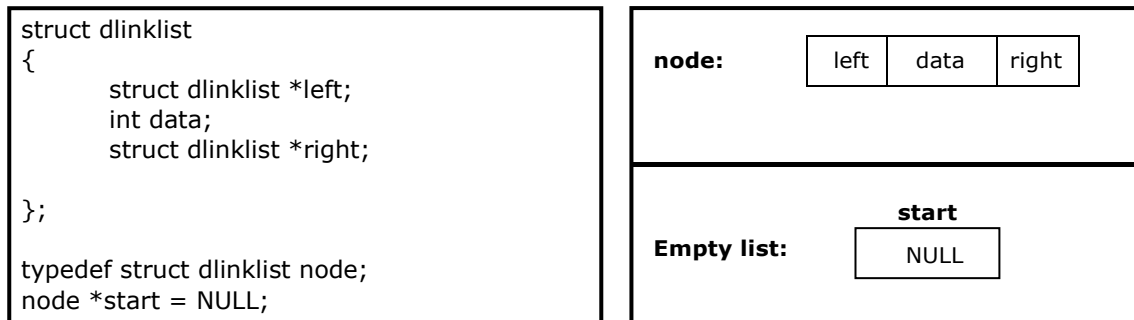 struct dlinklist
{
struct dlinklist *left;
int data;
struct dlinklist *right;
};
typedef struct dlinklist node;
node *start = NULL;
node: left data right
start
Empty list: NULL